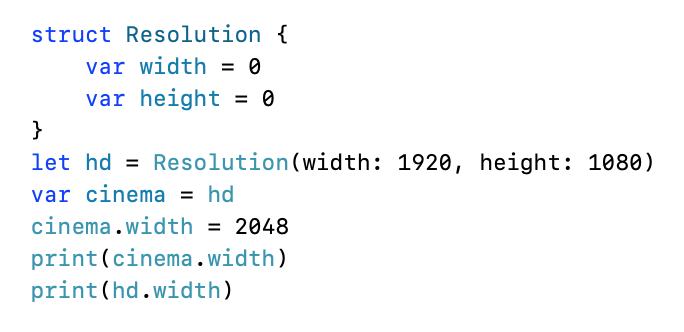 struct Resolution {
    var width = 0
    var height = 0
}
let hd = Resolution(width: 1920, height: 1080)
var cinema = hd
cinema.width = 2048
print(cinema.width)
print(hd.width)